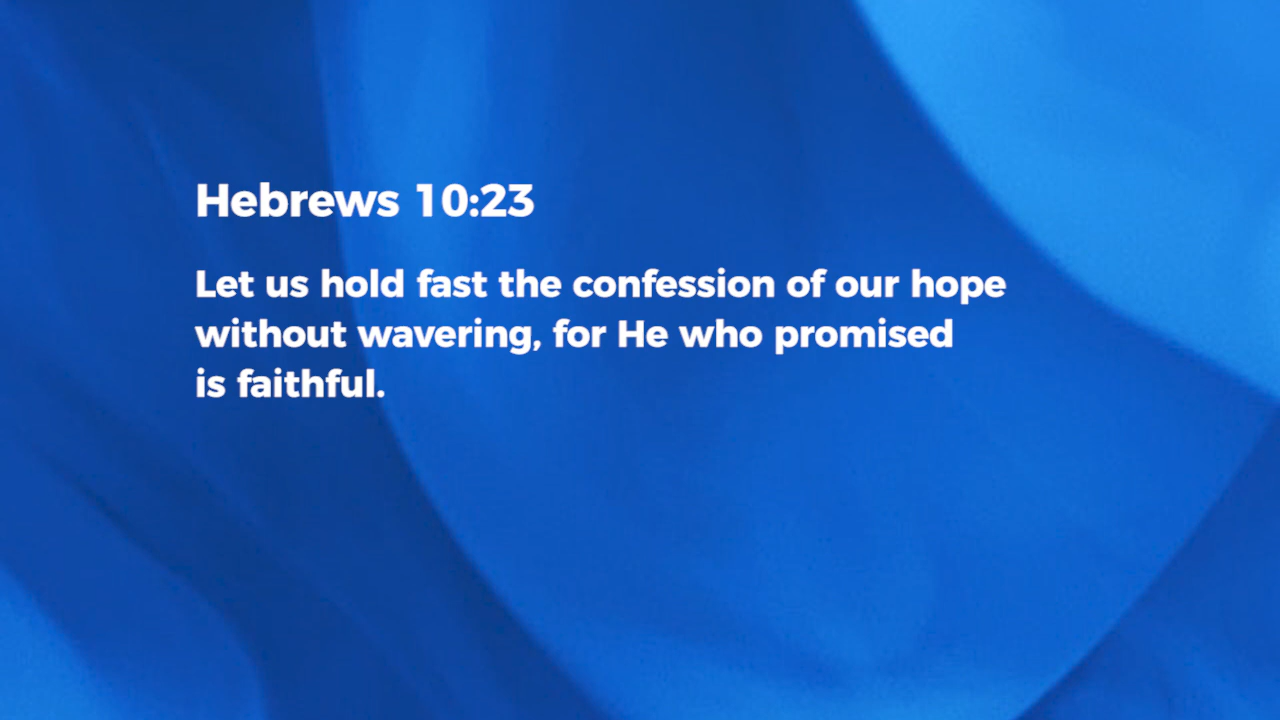 Hebrews 10:23
Let us hold fast the confession of our hope
without wavering, for He who promised
is faithful.